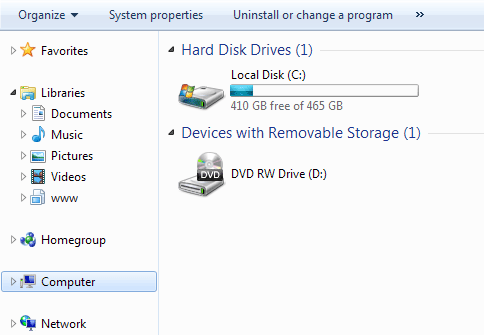 Organize System properties Uninstall or change a program »
Favorites
Libraries
Documents
Music
Pictures
Videos
www
Homegroup
Computer
Network
Hard Disk Drives (1)
Local Disk (C:)
410 GB free of 465 GB
Devices with Removable Storage (1)
DVD
DVD RW Drive (D:)